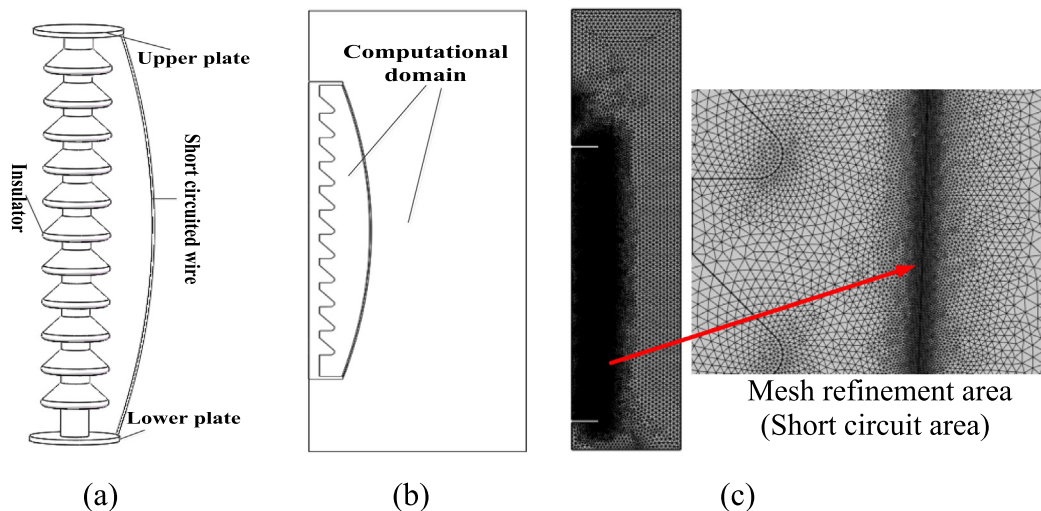 Upper plate
Insulator
Short circuited wire
Lower plate
Computational
domain
Mesh refinement area
(Short circuit area)
(a)
(b)
(c)